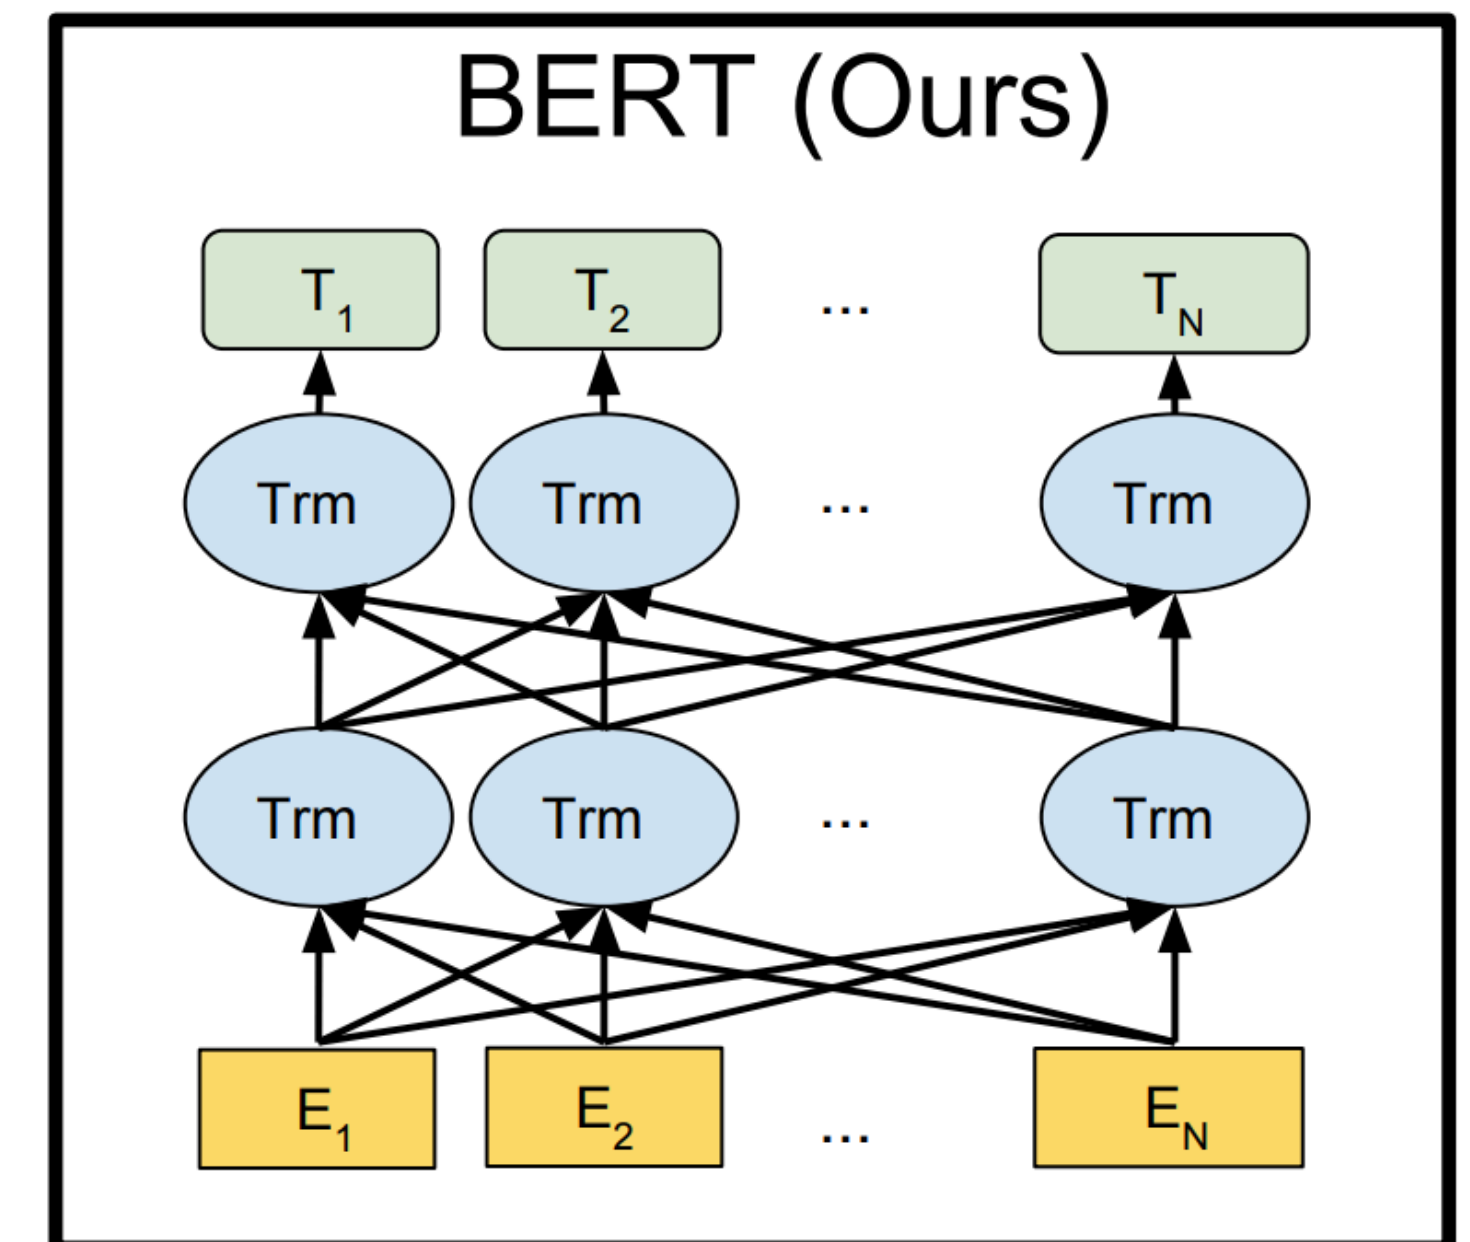 BERT (Ours)
T1 T2 ... TN
Trm Trm ... Trm
Trm Trm ... Trm
E1 E2 ... EN